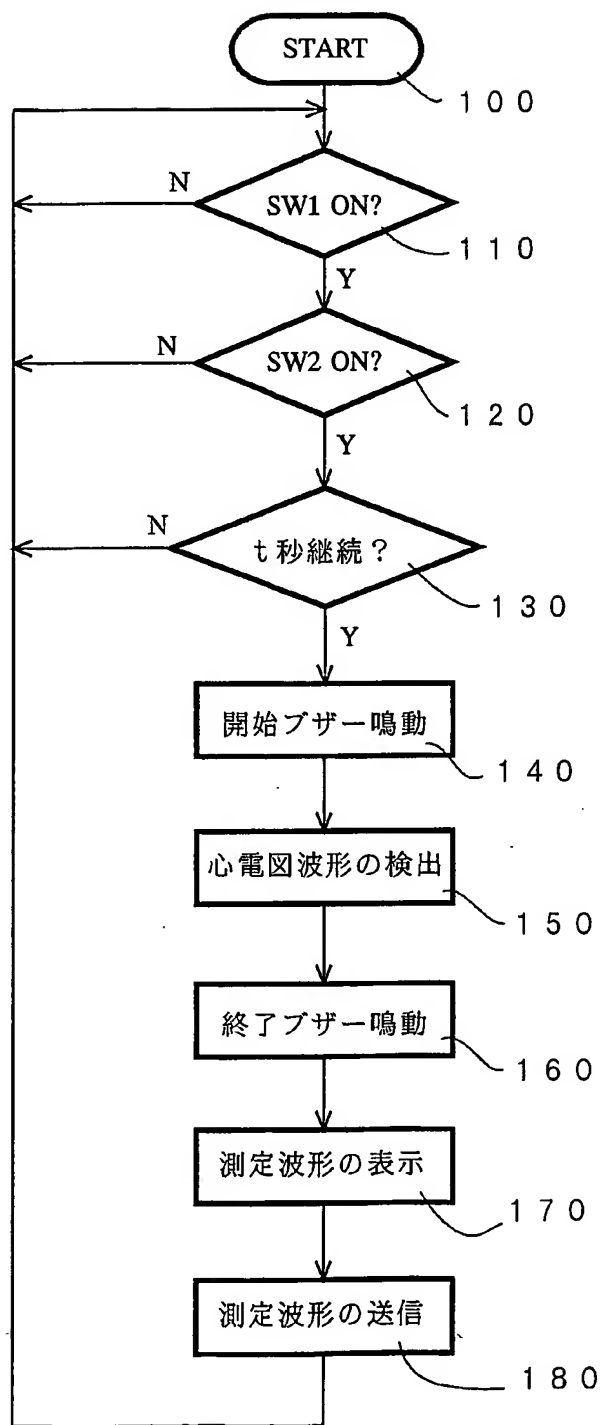 START
100
N
SW1 ON?
110
Y
N
SW2 ON?
120
Y
N
t秒継続？
130
Y
開始ブザー鳴動
140
心電図波形の検出
150
終了ブザー鳴動
160
測定波形の表示
170
測定波形の送信
180